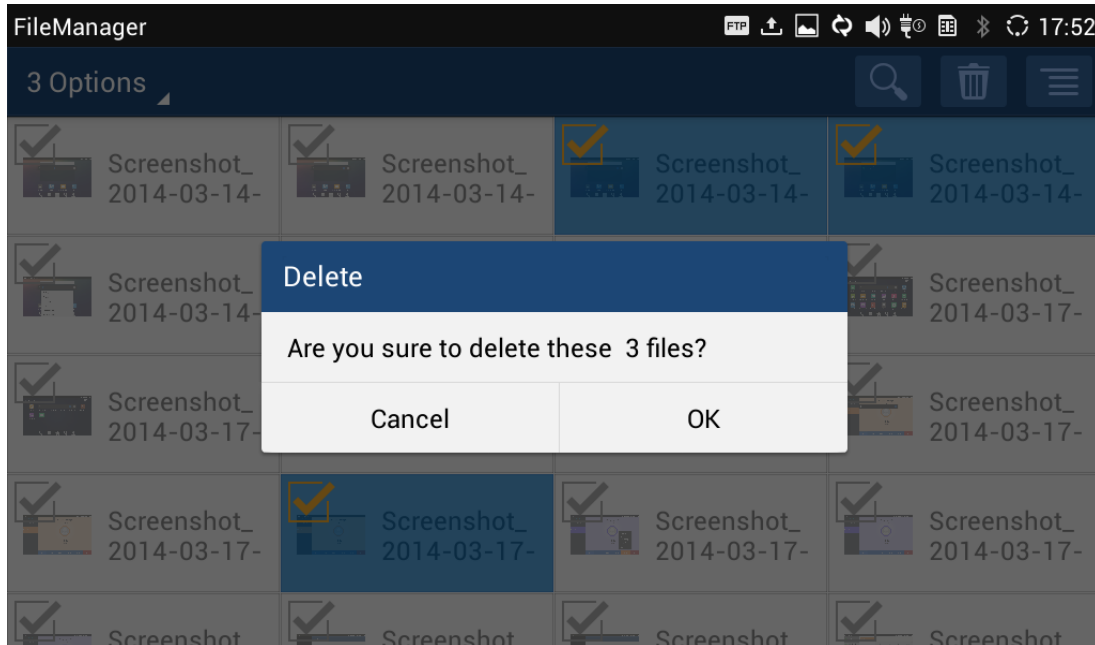 FileManager
FTP
17:52
3 Options
Screenshot_
2014-03-14-
Screenshot_
2014-03-14-
Screenshot_
2014-03-14-
Screenshot_
2014-03-14-
Screenshot_
2014-03-14-
Screenshot_
2014-03-17-
Delete
Are you sure to delete these  3 files?
Cancel
OK
Screenshot_
2014-03-17-
Screenshot_
2014-03-17-
Screenshot_
2014-03-17-
Screenshot_
2014-03-17-
Screenshot_
2014-03-17-
Screenshot_
2014-03-17-
Screenshot
Screenshot
Screenshot
Screenshot